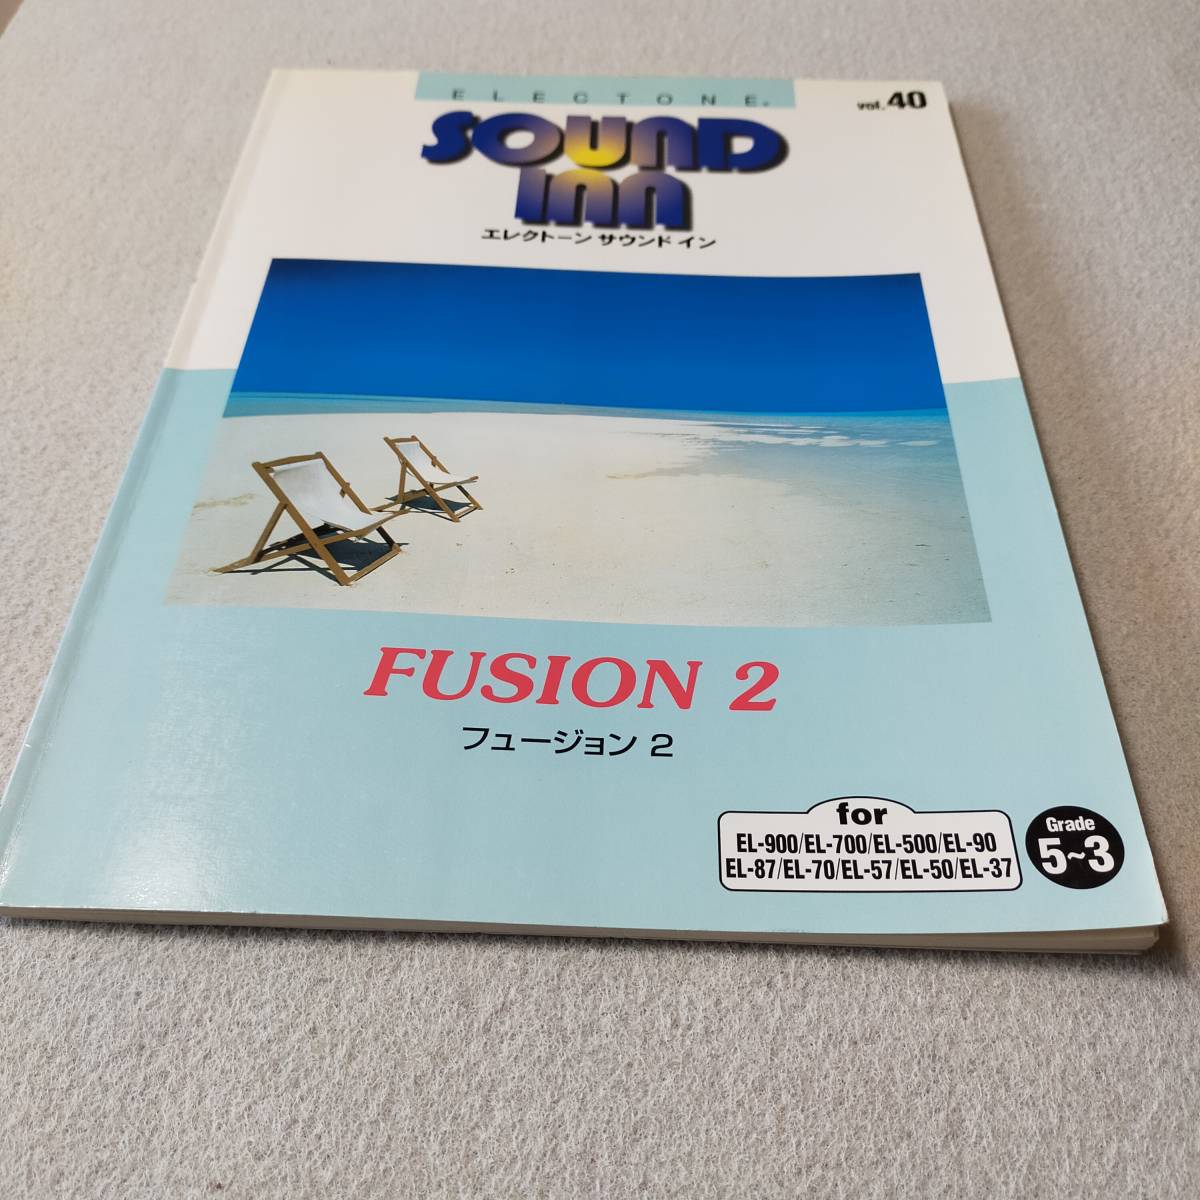 ELECTONE®
vol.40
SOUND
INN
エレクトーン サウンド イン
FUSION 2
フュージョン 2
for
EL-900/EL-700/EL-500/EL-90
EL-87/EL-70/EL-57/EL-50/EL-37
Grade
5~3